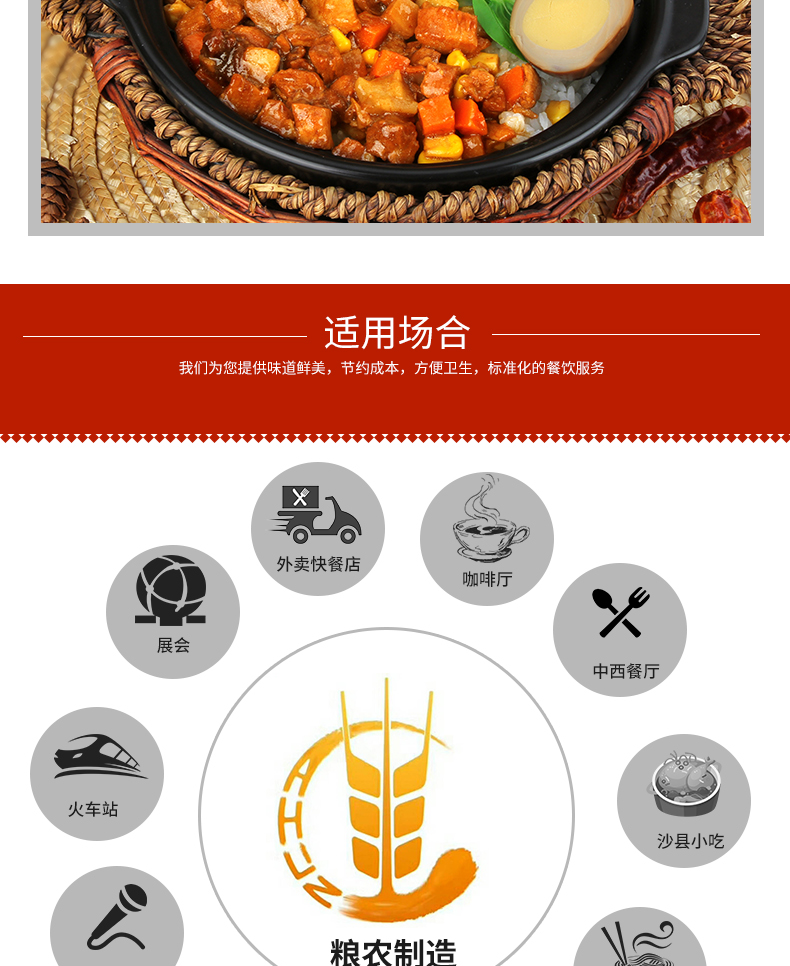 适用场合
我们为您提供味道鲜美，节约成本，方便卫生，标准化的餐饮服务
外卖快餐店
咖啡厅
展会
中西餐厅
火车站
沙县小吃
粮农制造